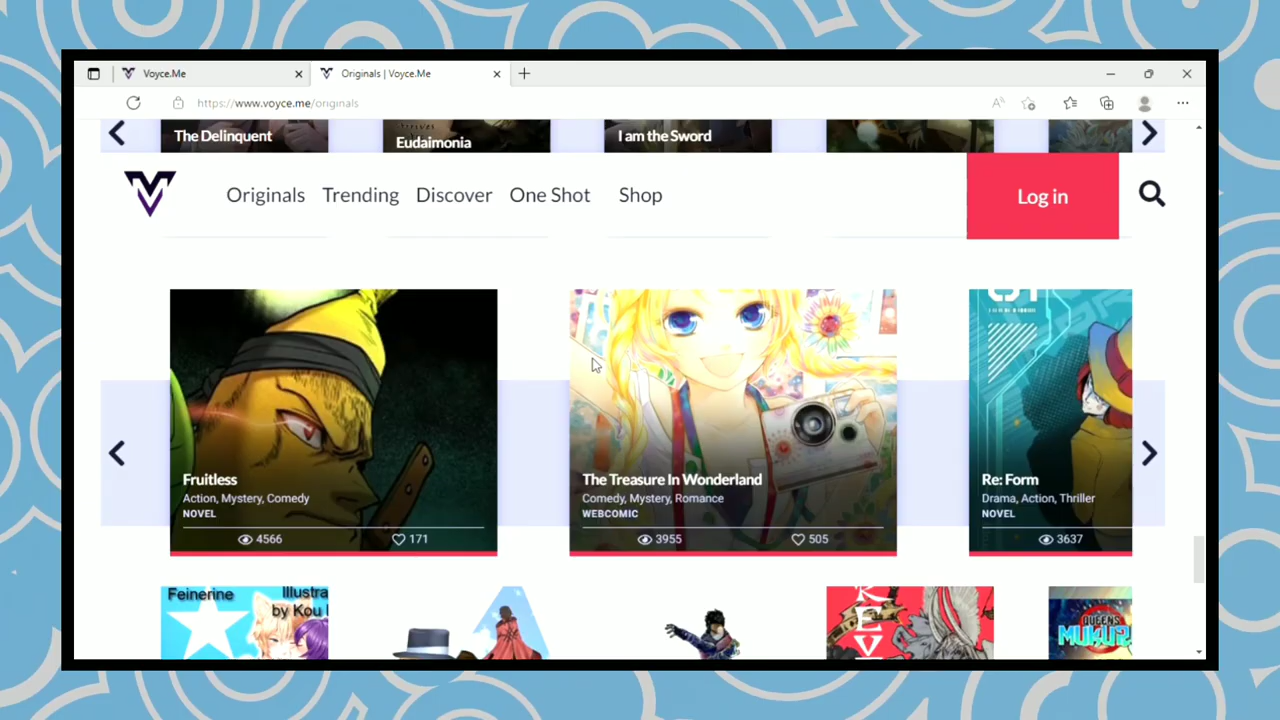 Voyce.Me
Originals | Voyce.Me
https://www.voyce.me/originals
The Delinquent
Eudaimonia
I am the Sword
Originals
Trending
Discover
One Shot
Shop
Log in
Fruitless
Action, Mystery, Comedy
NOVEL
4566
171
The Treasure In Wonderland
Comedy, Mystery, Romance
WEBCOMIC
3955
505
Re: Form
Drama, Action, Thriller
NOVEL
3637
Feinerine
Illustra
by Kou
QUEENS